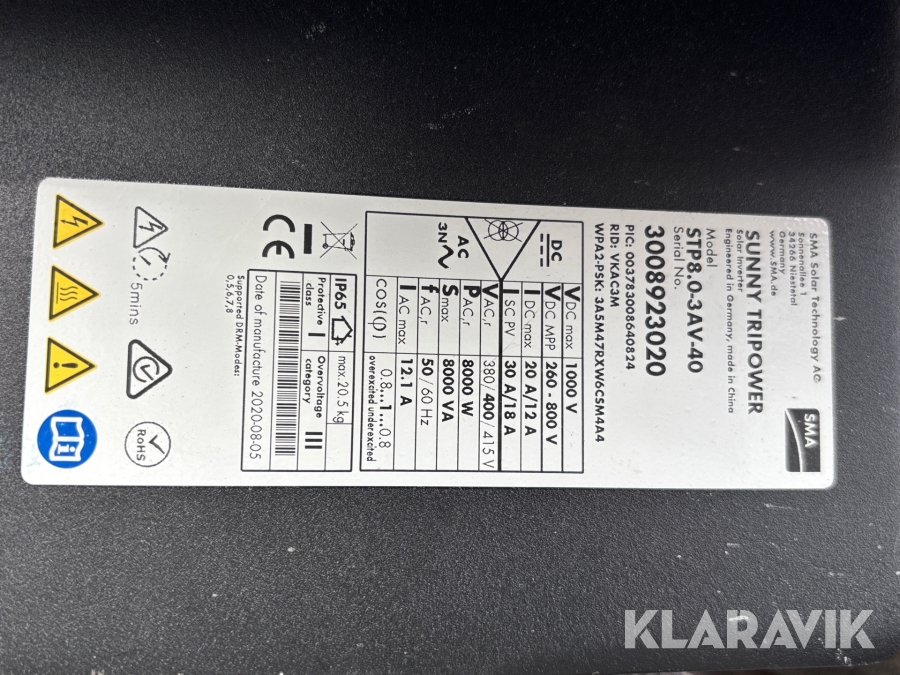 SMA Solar Technology AG
Sonnenallee 1
34266 Niestetal
Germany
www.SMA.de
SMA
SUNNY TRIPOWER
Solar Inverter
Engineered in Germany, made in China
Model
STP8.0-3AV-40
Serial No.
3008923020
PIC: 003783008640824
RID: VKAC3M
WPA2-PSK: 3A5M47RXW6C5M4A4
DC
V DC max 1000 V
V DC MPP 260 - 800 V
I DC-max 20 A/12 A
I SC PV 30 A/18 A
AC
3N
V AC,r 380/400/415 V
P AC,r 8000 W
S max 8000 VA
f AC,r 50/60 Hz
I AC max 12.1 A
COS(φ) 0.8...1...0.8
overexcited underexcited
IP65 max.20.5 kg
Protective class I Overvoltage category III
CE
Date of manufacture 2020-08-05
Supported DRM-Modes:
0,5,6,7,8
5mins
RoHS
KLARAVIK